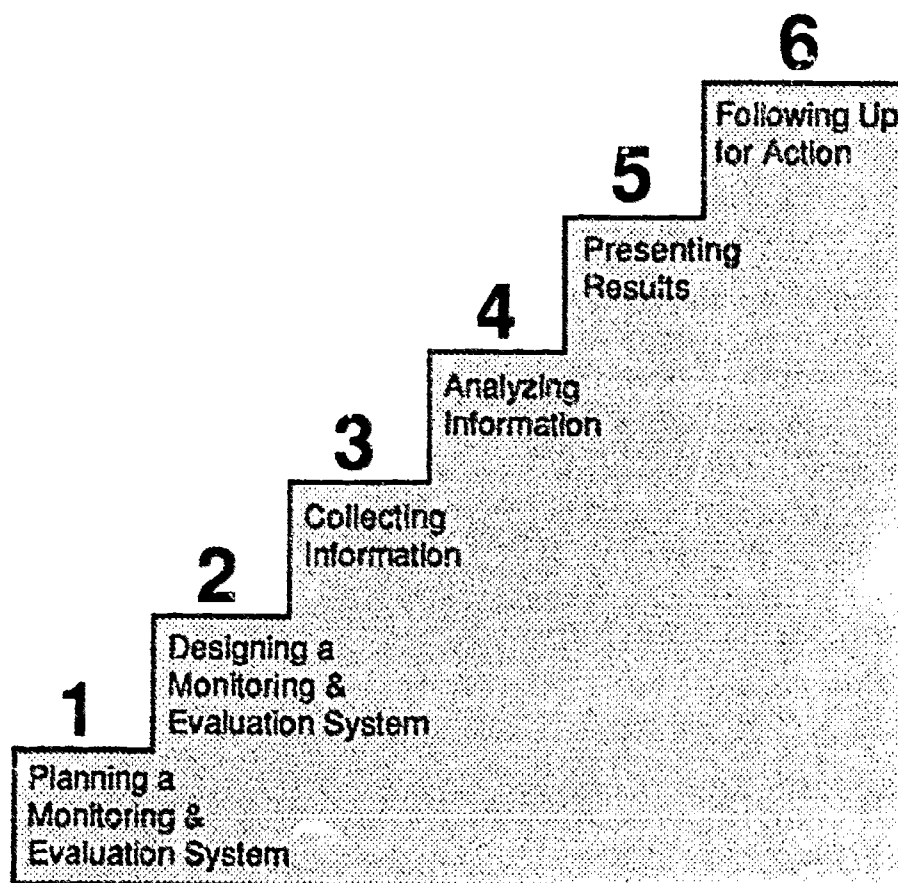 6
Following Up
for Action
5
Presenting
Results
4
Analyzing
Information
3
Collecting
Information
2
Designing a
Monitoring &
Evaluation System
1
Planning a
Monitoring &
Evaluation System